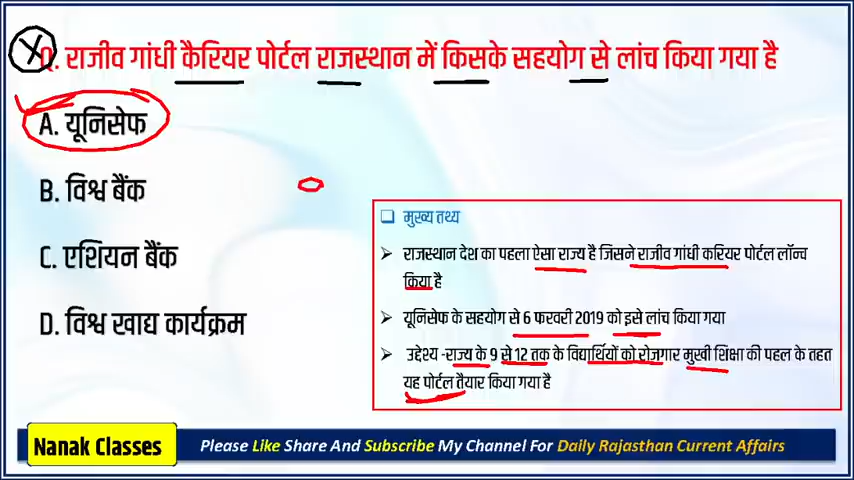 Q. राजीव गांधी कैरियर पोर्टल राजस्थान में किसके सहयोग से लांच किया गया है
A. यूनिसेफ
B. विश्व बैंक
C. एशियन बैंक
D. विश्व खाद्य कार्यक्रम
मुख्य तथ्य
राजस्थान देश का पहला ऐसा राज्य है जिसने राजीव गांधी करियर पोर्टल लॉन्च
किया है
यूनिसेफ के सहयोग से 6 फरवरी 2019 को इसे लांच किया गया
उद्देश्य -राज्य के 9 से 12 तक के विद्यार्थियों को रोजगार मुखी शिक्षा की पहल के तहत
यह पोर्टल तैयार किया गया है
Nanak Classes
Please Like Share And Subscribe My Channel For Daily Rajasthan Current Affairs